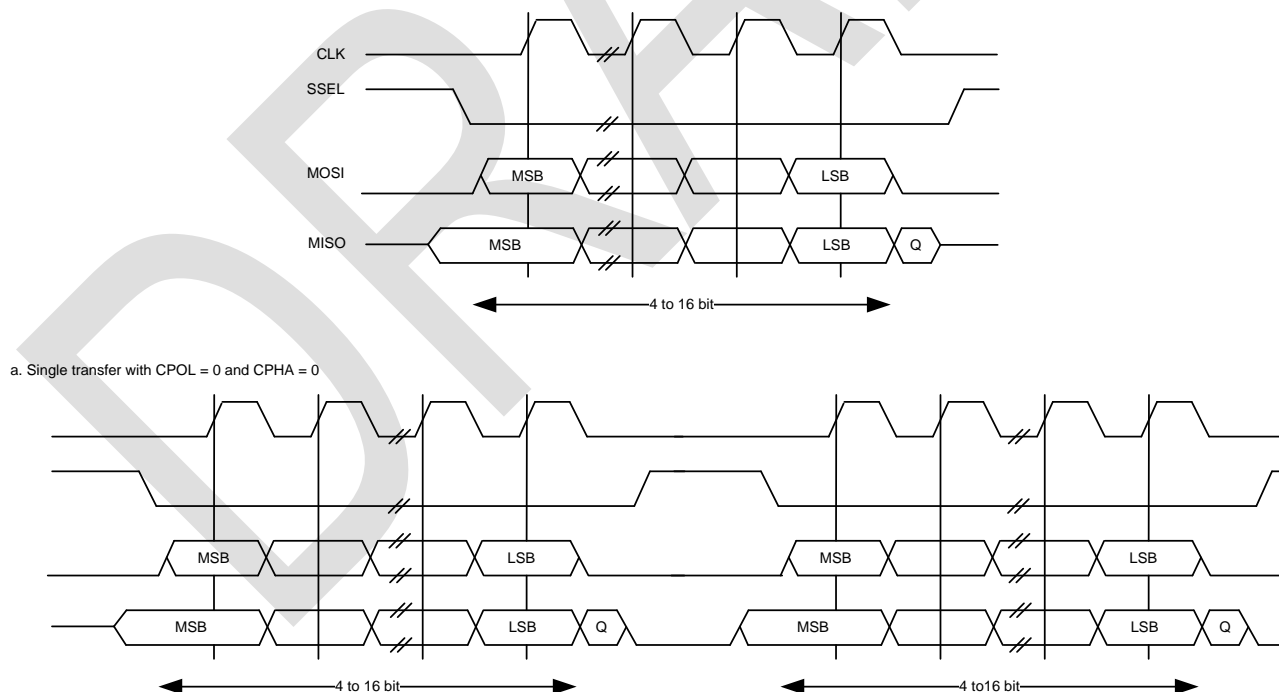 CLK
SSEL
MOSI
MSB
LSB
MISO
MSB
LSB
Q
4 to 16 bit
a. Single transfer with CPOL = 0 and CPHA = 0
MSB
LSB
MSB
LSB
MSB
LSB
Q
MSB
LSB
Q
4 to 16 bit
4 to16 bit
DRA